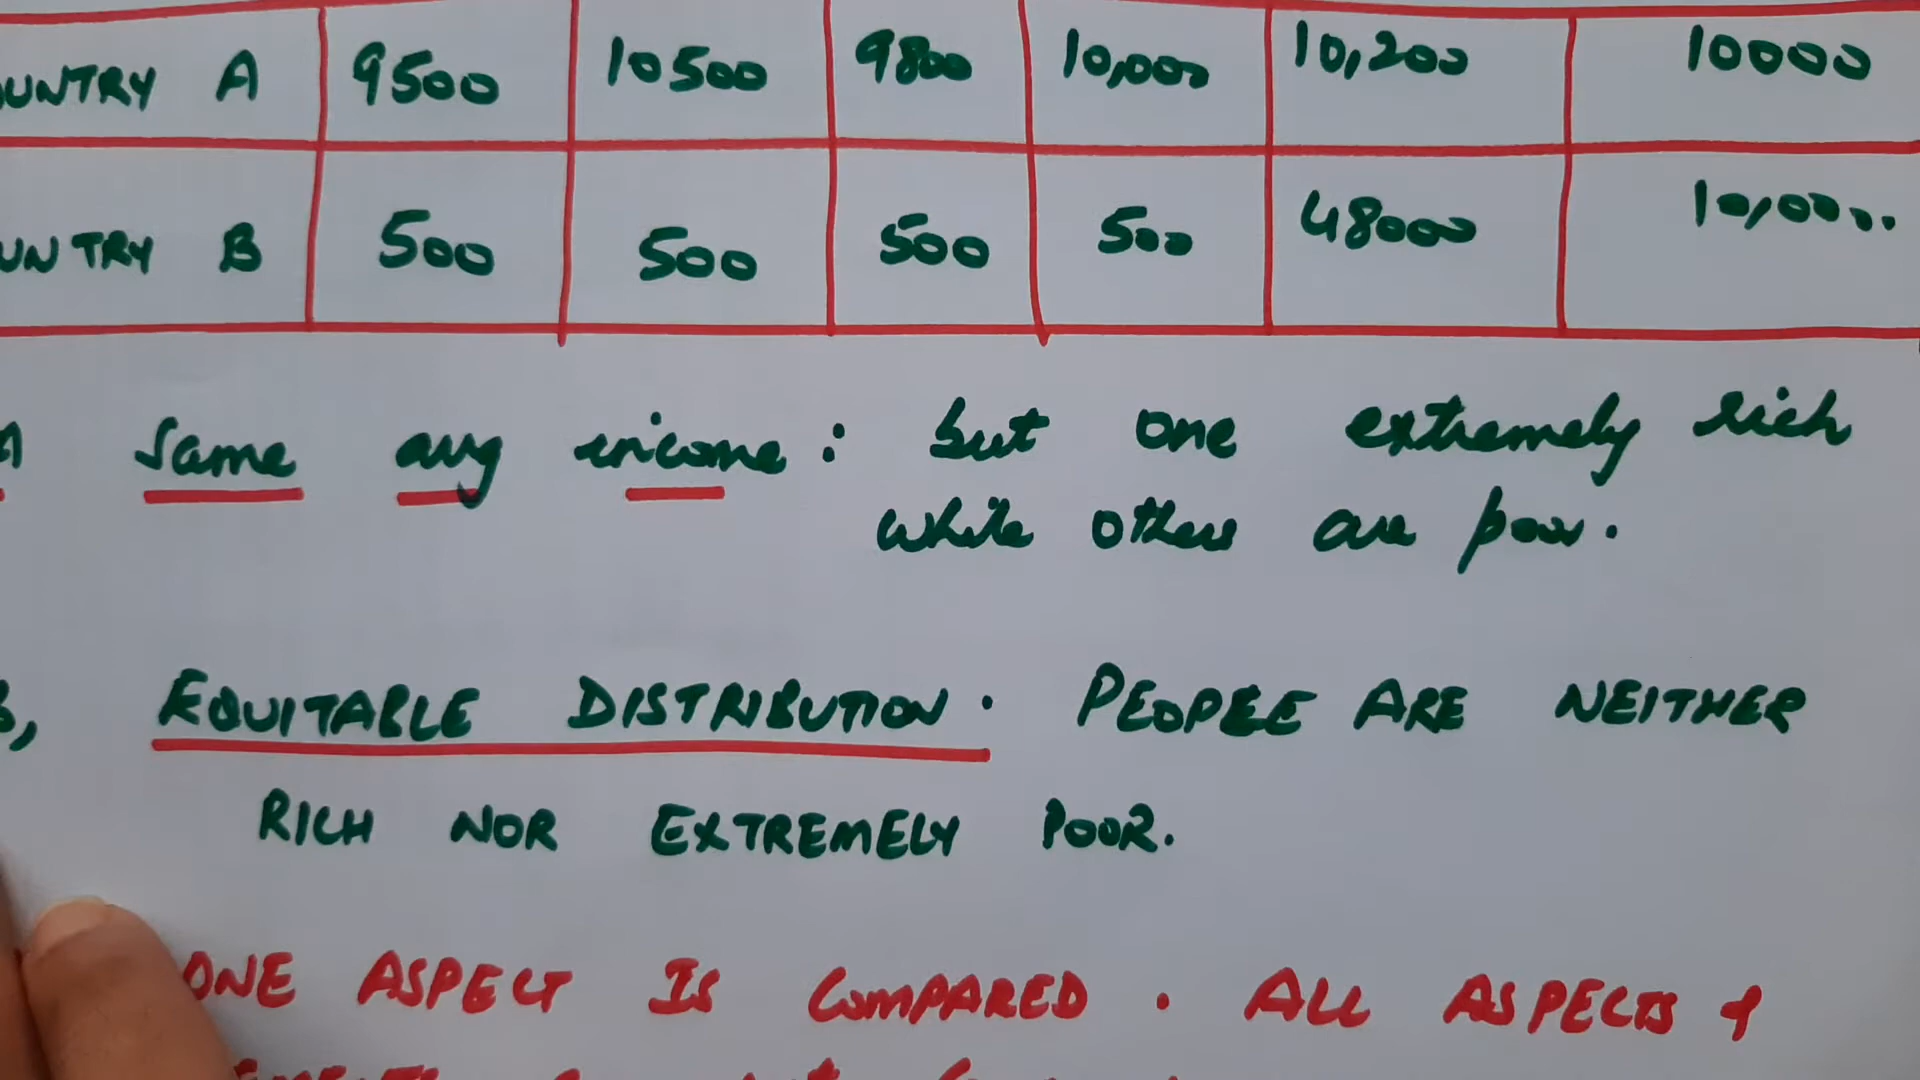 OUNTRY A 9500 10500 9800 10,000 10,200 10000
UNTRY B 500 500 500 500 48000 10,000.
A Same avg income : but one extremely rich
while others are poor.
B, EQUITABLE DISTRIBUTION. PEOPLE ARE NEITHER
RICH NOR EXTREMELY POOR.
ONE ASPECT IS COMPARED. ALL ASPECTS &